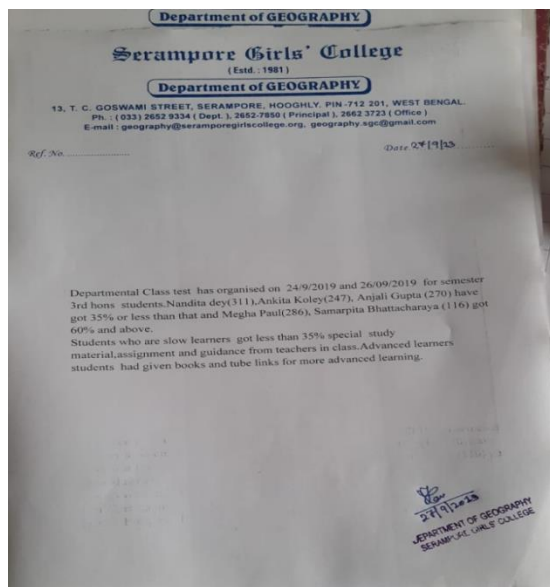 Department of GEOGRAPHY
Serampore Girls' College
( Estd. : 1981 )
Department of GEOGRAPHY
13, T. C. GOSWAMI STREET, SERAMPORE, HOOGHLY. PIN -712 201, WEST BENGAL.
Ph. : ( 033 ) 2652 9334 ( Dept. ), 2652-7850 ( Principal ), 2662 3723 ( Office )
E-mail : geography@seramporegirlscollege.org, geography.sgc@gmail.com
Ref. No.
Date 27/9/23
Departmental Class test has organised on 24/9/2019 and 26/09/2019 for semester
3rd hons students.Nandita dey(311),Ankita Koley(247), Anjali Gupta (270) have
got 35% or less than that and Megha Paul(286), Samarpita Bhattacharaya (116) got
60% and above.
Students who are slow learners got less than 35% special study
material,assignment and guidance from teachers in class.Advanced learners
students had given books and tube links for more advanced learning.
27/9/2023
DEPARTMENT OF GEOGRAPHY
SERAMPORE GIRLS' COLLEGE